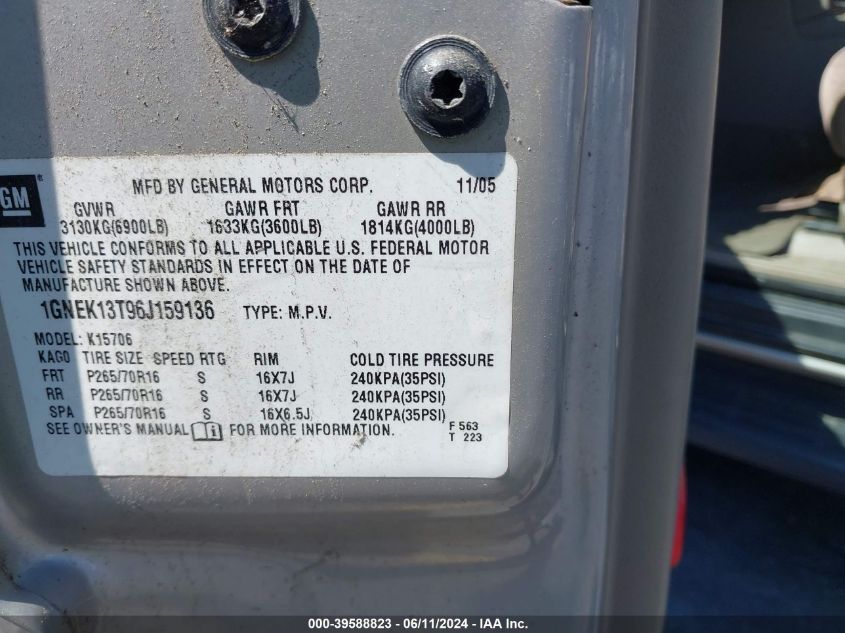 GM ® MFD BY GENERAL MOTORS CORP. 11/05
GVWR GAWR FRT GAWR RR
3130KG(6900LB) 1633KG(3600LB) 1814KG(4000LB)
THIS VEHICLE CONFORMS TO ALL APPLICABLE U.S. FEDERAL MOTOR
VEHICLE SAFETY STANDARDS IN EFFECT ON THE DATE OF
MANUFACTURE SHOWN ABOVE.
1GNEK13T96J159136 TYPE: M.P.V.
MODEL: K15706
KAGO TIRE SIZE SPEED RTG RIM COLD TIRE PRESSURE
FRT P265/70R16 S 16X7J 240KPA(35PSI)
RR P265/70R16 S 16X7J 240KPA(35PSI)
SPA P265/70R16 S 16X6.5J 240KPA(35PSI)
SEE OWNER'S MANUAL FOR MORE INFORMATION. F 563
T 223
000-39588823 - 06/11/2024 - IAA Inc.